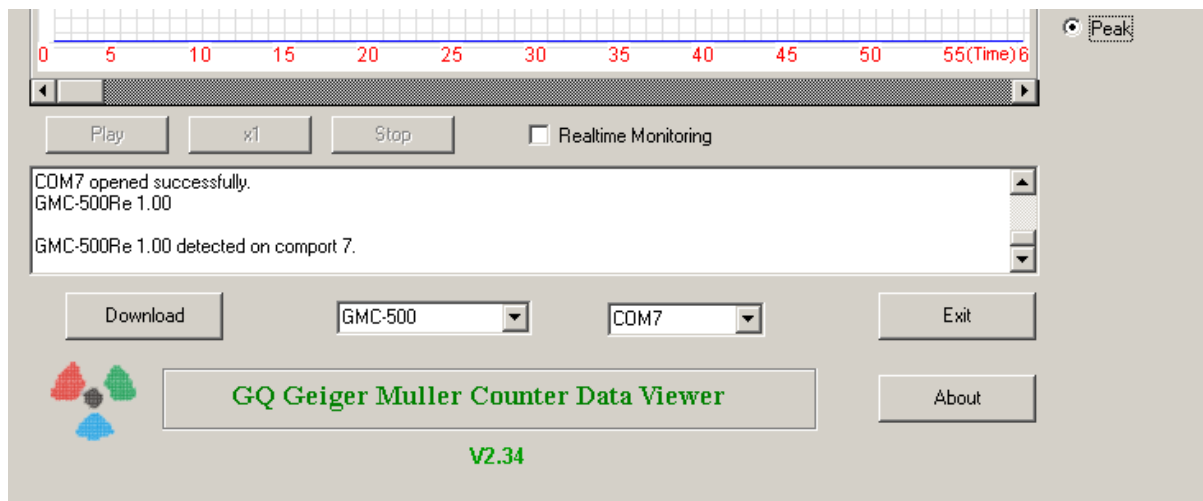 Peak
0 5 10 15 20 25 30 35 40 45 50 55(Time)6
Play x1 Stop Realtime Monitoring
COM7 opened successfully.
GMC-500Re 1.00
GMC-500Re 1.00 detected on comport 7.
Download GMC-500 COM7 Exit
GQ Geiger Muller Counter Data Viewer About
V2.34